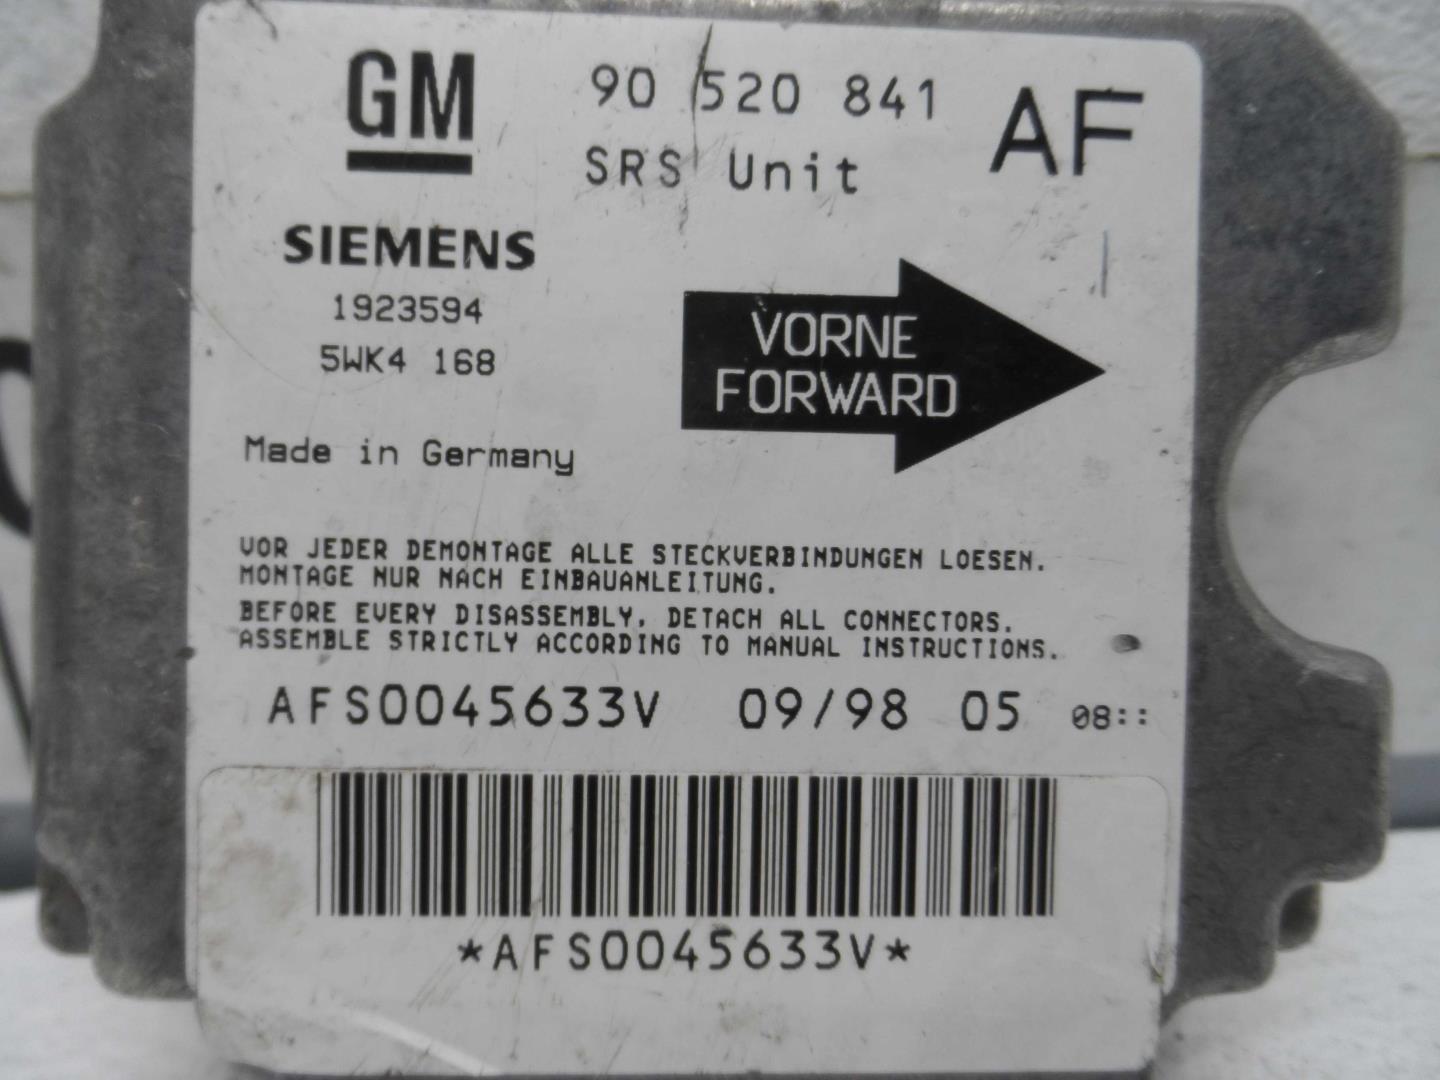 GM
90 520 841
AF
SRS Unit
SIEMENS
1923594
5WK4 168
VORNE
FORWARD
Made in Germany
VOR JEDER DEMONTAGE ALLE STECKVERBINDUNGEN LOESEN.
MONTAGE NUR NACH EINBAUANLEITUNG.
BEFORE EVERY DISASSEMBLY, DETACH ALL CONNECTORS.
ASSEMBLE STRICTLY ACCORDING TO MANUAL INSTRUCTIONS.
AFS0045633V 09/98 05 08::
*AFS0045633V*